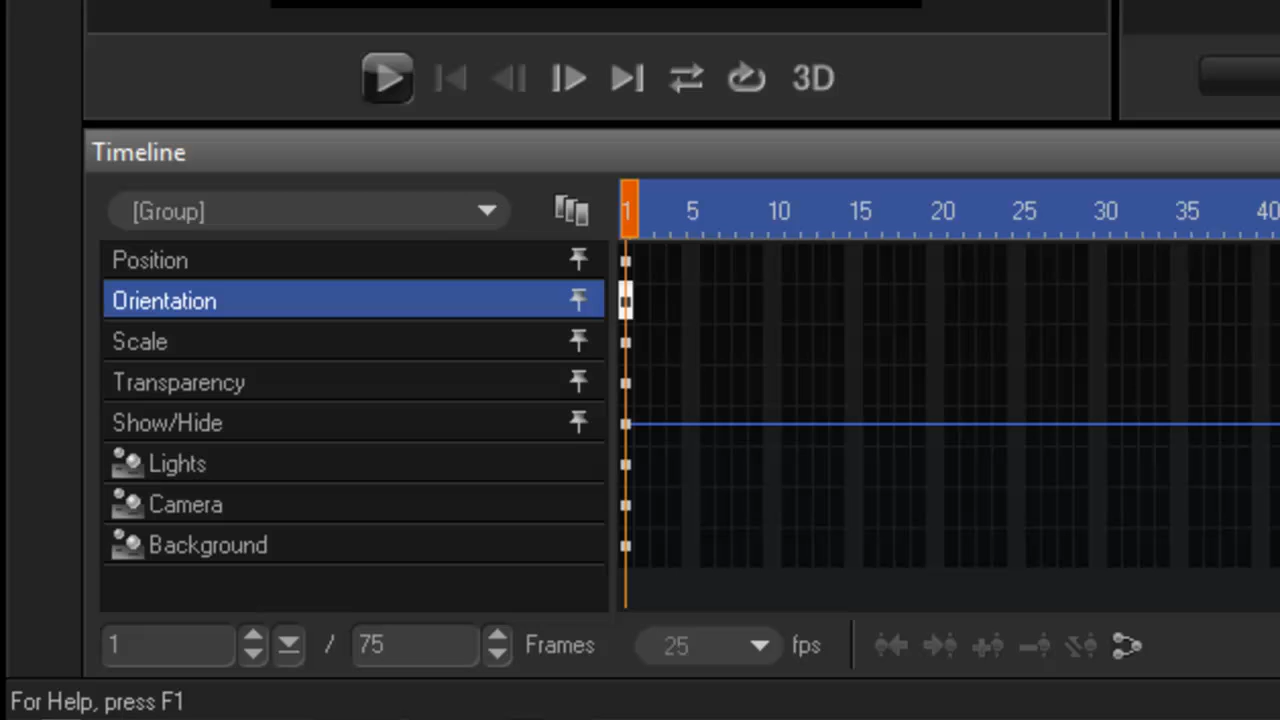 3D
Timeline
[Group]
1 5 10 15 20 25 30 35 40
Position
Orientation
Scale
Transparency
Show/Hide
Lights
Camera
Background
1 / 75 Frames 25 fps
For Help, press F1